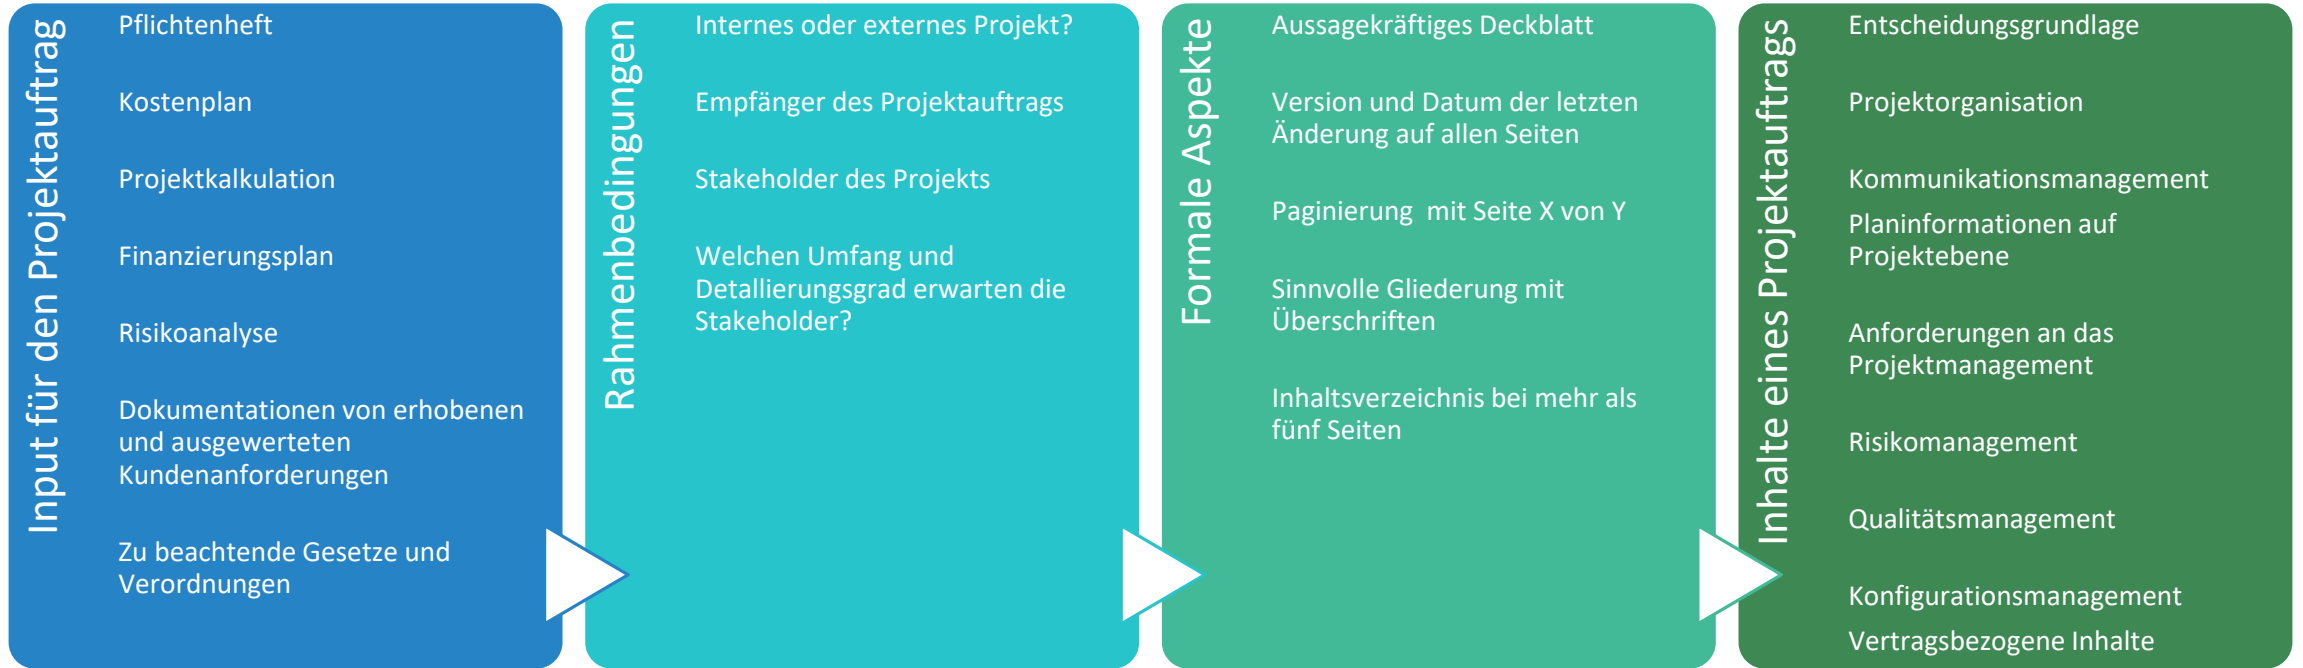 Input für den Projektauftrag
Pflichtenheft
Kostenplan
Projektkalkulation
Finanzierungsplan
Risikoanalyse
Dokumentationen von erhobenen
und ausgewerteten
Kundenanforderungen
Zu beachtende Gesetze und
Verordnungen
Rahmenbedingungen
Internes oder externes Projekt?
Empfänger des Projektauftrags
Stakeholder des Projekts
Welchen Umfang und
Detallierungsgrad erwarten die
Stakeholder?
Formale Aspekte
Aussagekräftiges Deckblatt
Version und Datum der letzten
Änderung auf allen Seiten
Paginierung  mit Seite X von Y
Sinnvolle Gliederung mit
Überschriften
Inhaltsverzeichnis bei mehr als
fünf Seiten
Inhalte eines Projektauftrags
Entscheidungsgrundlage
Projektorganisation
Kommunikationsmanagement
Planinformationen auf
Projektebene
Anforderungen an das
Projektmanagement
Risikomanagement
Qualitätsmanagement
Konfigurationsmanagement
Vertragsbezogene Inhalte